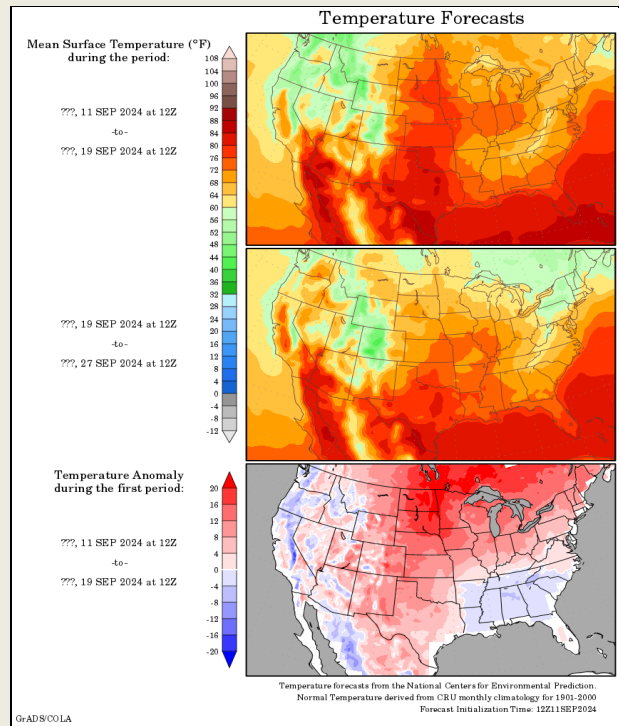 Temperature Forecasts
Mean Surface Temperature (°F)
during the period:
108
104
100
96
92
88
84
80
76
72
68
64
60
56
52
48
44
40
36
32
28
24
20
16
12
8
4
0
-4
-8
-12
???, 11 SEP 2024 at 12Z
-to-
???, 19 SEP 2024 at 12Z
???, 19 SEP 2024 at 12Z
-to-
???, 27 SEP 2024 at 12Z
Temperature Anomaly
during the first period:
20
16
12
8
4
0
-4
-8
-12
-16
-20
???, 11 SEP 2024 at 12Z
-to-
???, 19 SEP 2024 at 12Z
Temperature forecasts from the National Centers for Environmental Prediction.
Normal Temperature derived from CRU monthly climatology for 1901-2000
Forecast Initialization Time: 12Z11SEP2024
GrADS/COLA